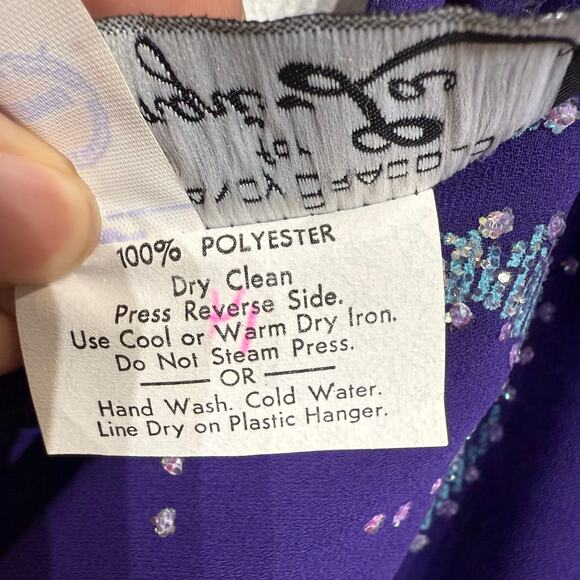 100% POLYESTER
Dry Clean
Press Reverse Side.
Use Cool or Warm Dry Iron.
Do Not Steam Press.
OR
Hand Wash. Cold Water.
Line Dry on Plastic Hanger.